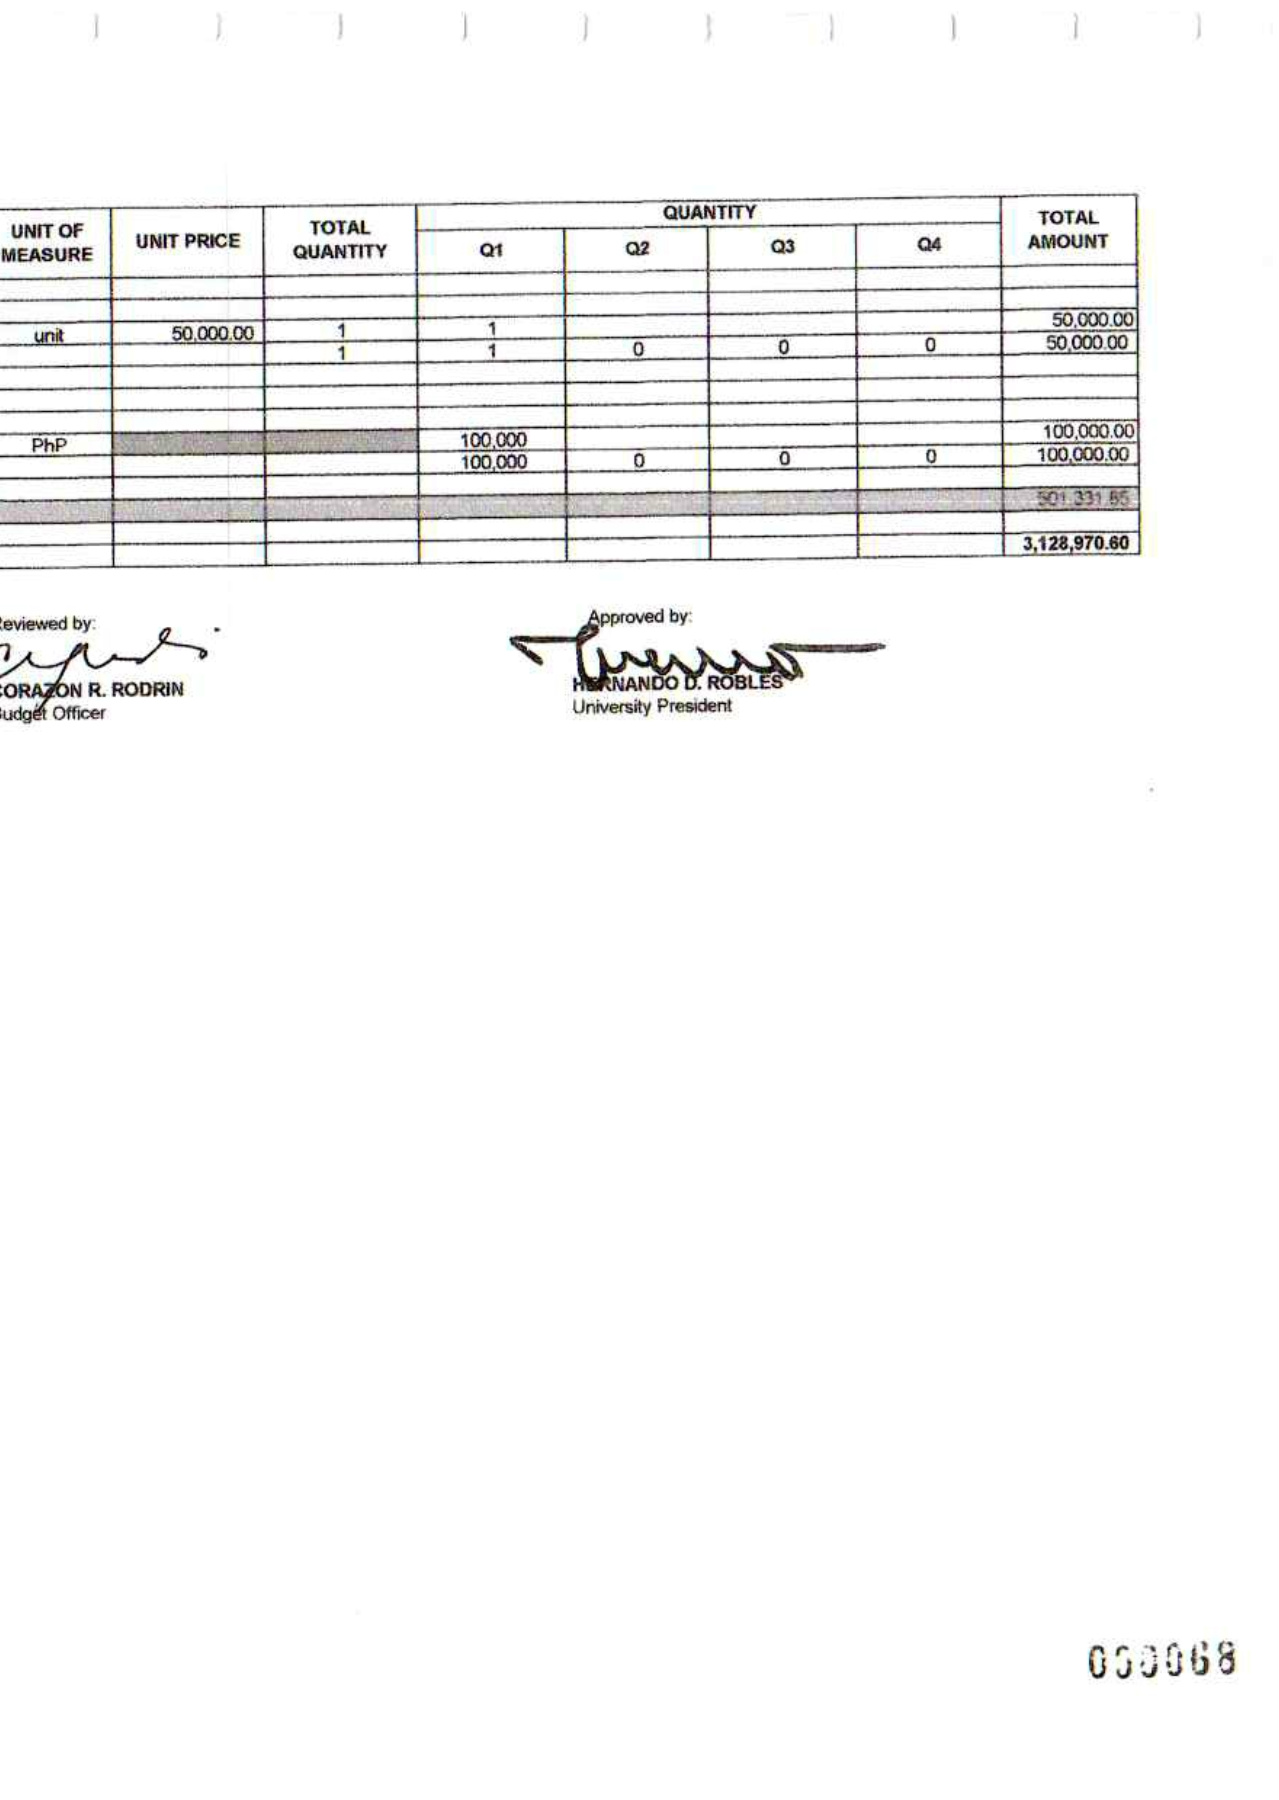 UNIT OF MEASURE UNIT PRICE TOTAL QUANTITY QUANTITY TOTAL AMOUNT
Q1 Q2 Q3 Q4
unit 50,000.00 1 1 50,000.00
1 1 0 0 0 50,000.00
PhP 100,000 100,000.00
100,000 0 0 0 100,000.00
501,331.85
3,128,970.60
eviewed by: Approved by:
ORAZON R. RODRIN HERNANDO D. ROBLES
udget Officer University President
000068